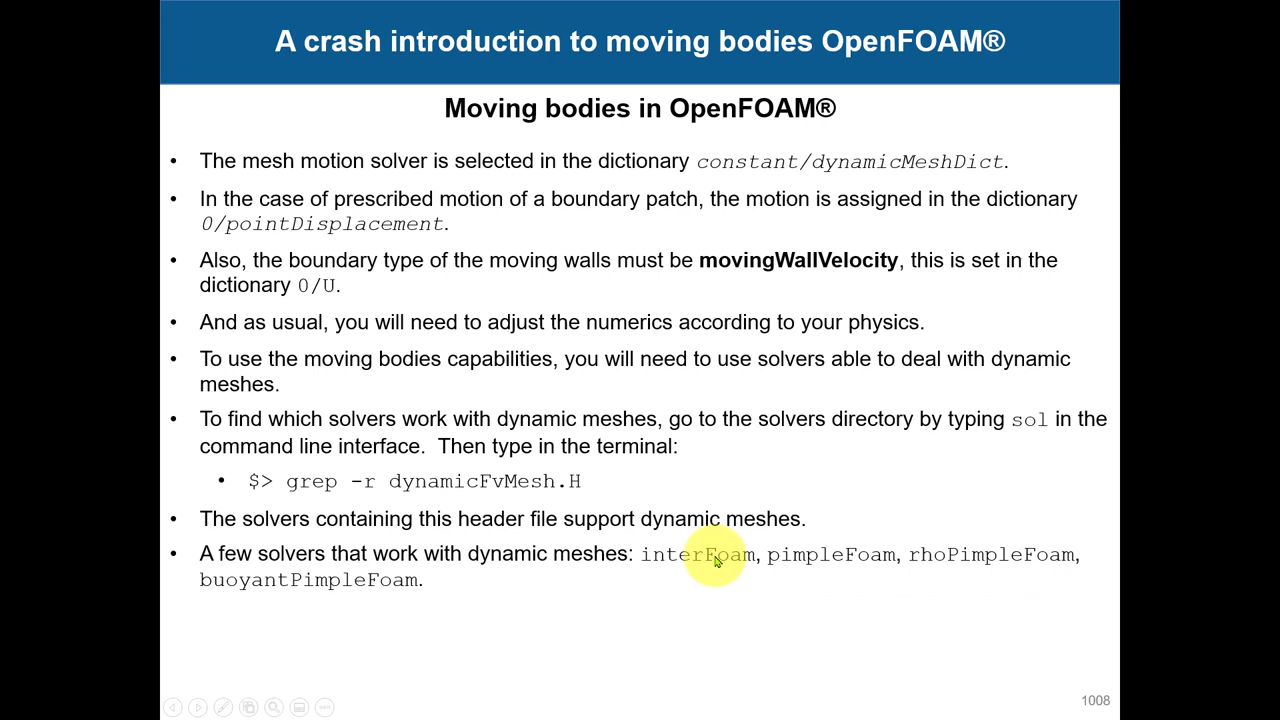 A crash introduction to moving bodies OpenFOAM®
Moving bodies in OpenFOAM®
• The mesh motion solver is selected in the dictionary constant/dynamicMeshDict.
• In the case of prescribed motion of a boundary patch, the motion is assigned in the dictionary
0/pointDisplacement.
• Also, the boundary type of the moving walls must be movingWallVelocity, this is set in the
dictionary 0/U.
• And as usual, you will need to adjust the numerics according to your physics.
• To use the moving bodies capabilities, you will need to use solvers able to deal with dynamic
meshes.
• To find which solvers work with dynamic meshes, go to the solvers directory by typing sol in the
command line interface. Then type in the terminal:
• $> grep -r dynamicFvMesh.H
• The solvers containing this header file support dynamic meshes.
• A few solvers that work with dynamic meshes: interFoam, pimpleFoam, rhoPimpleFoam,
buoyantPimpleFoam.
1008